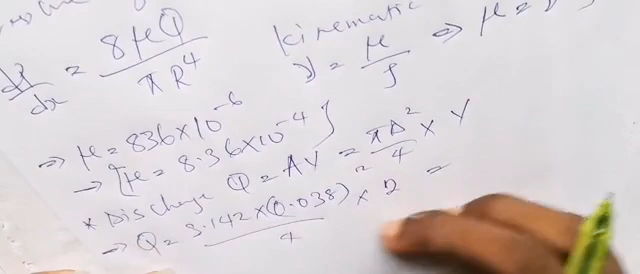 dp/dx = 8μQ/πR⁴
kinematic
ν = μ/ρ ⇒ μ =
⇒ μ = 836×10⁻⁶
→ [μ = 8.36×10⁻⁴]
* Discharge Q = AV = πD²/4 × V
→ Q = 3.142×(0.038)²/4 × 2 =